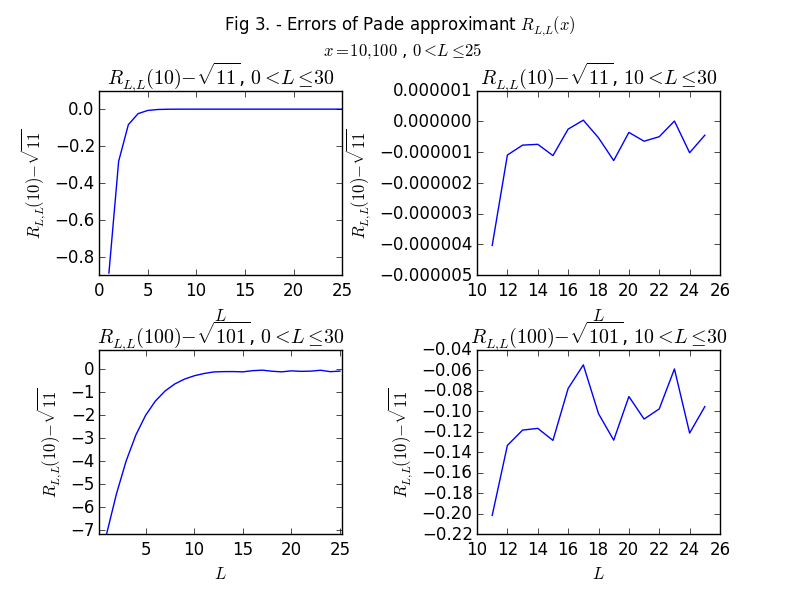 Fig 3. - Errors of Pade approximant R_{L,L}(x)
x=10,100 , 0<L≤25
R_{L,L}(10)−√11, 0<L≤30
R_{L,L}(10)−√11
0.0
−0.2
−0.4
−0.6
−0.8
0 5 10 15 20 25
L
R_{L,L}(10)−√11, 10<L≤30
R_{L,L}(10)−√11
0.000001
0.000000
−0.000001
−0.000002
−0.000003
−0.000004
−0.000005
10 12 14 16 18 20 22 24 26
L
R_{L,L}(100)−√101, 0<L≤30
R_{L,L}(10)−√11
0
−1
−2
−3
−4
−5
−6
−7
5 10 15 20 25
L
R_{L,L}(100)−√101, 10<L≤30
R_{L,L}(10)−√11
−0.04
−0.06
−0.08
−0.10
−0.12
−0.14
−0.16
−0.18
−0.20
−0.22
10 12 14 16 18 20 22 24 26
L